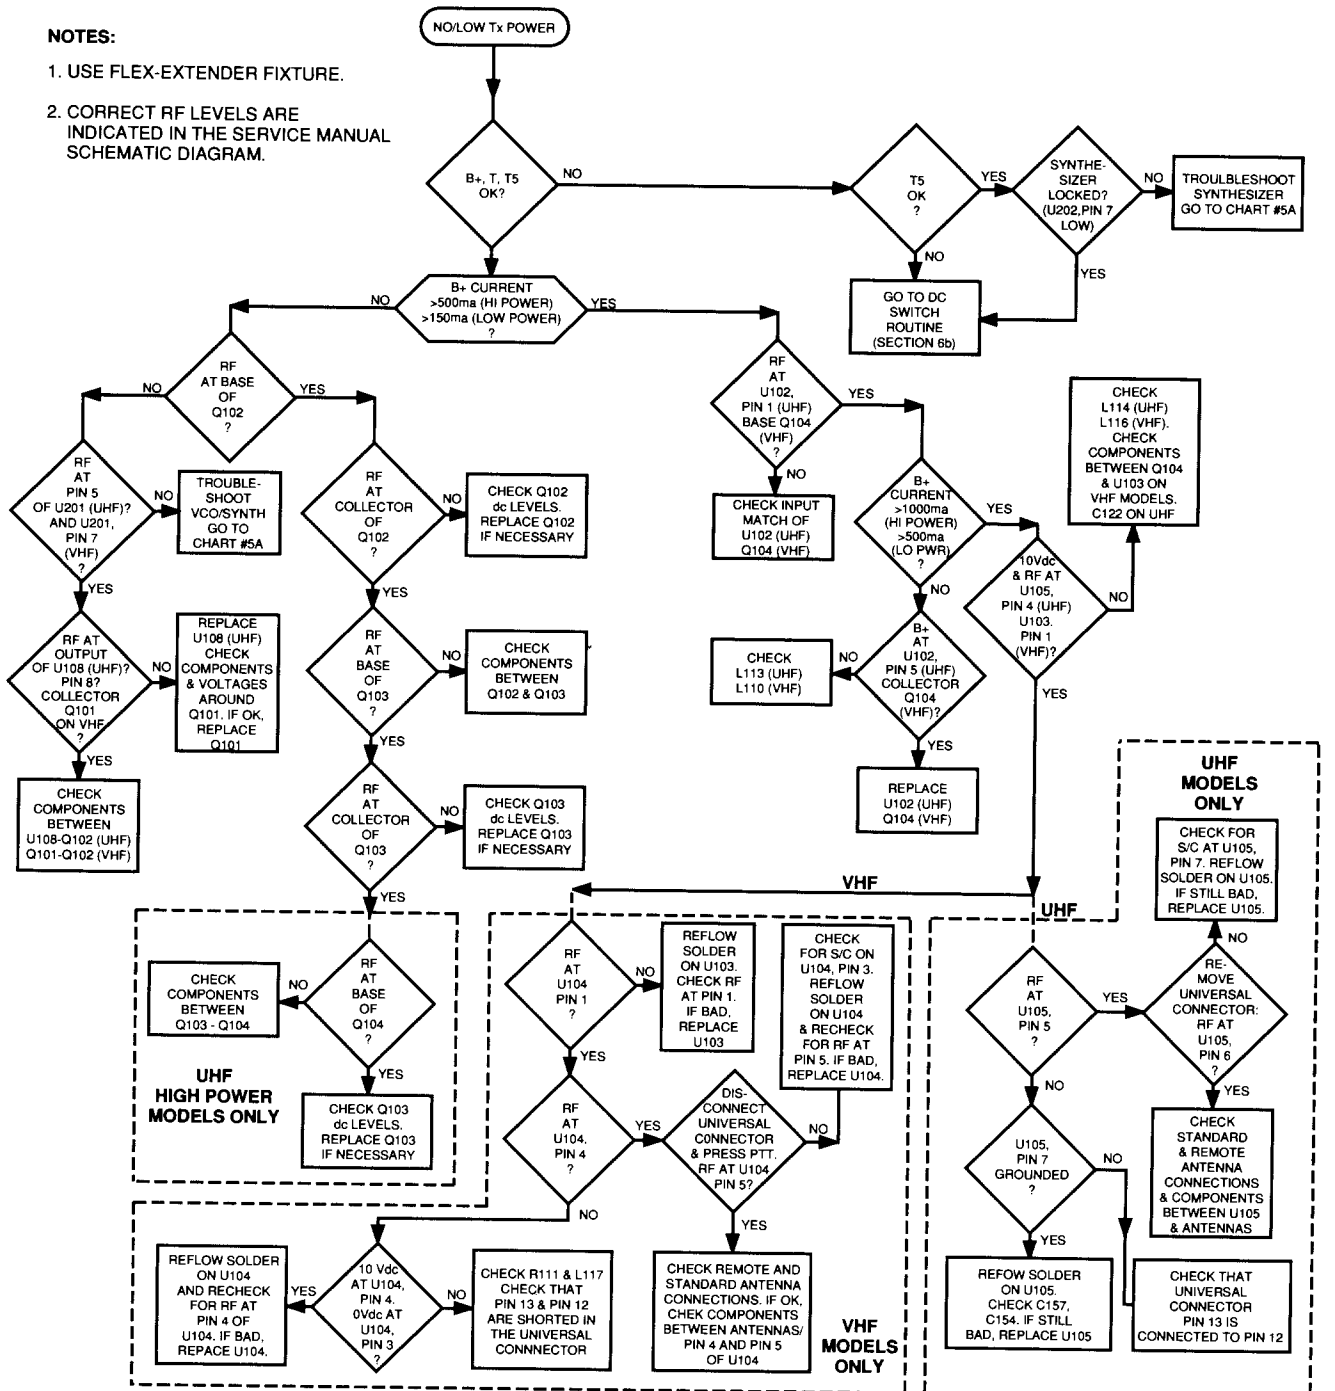 NO/LOW Tx POWER
NOTES:
1. USE FLEX-EXTENDER FIXTURE.
2. CORRECT RF LEVELS ARE
INDICATED IN THE SERVICE MANUAL
SCHEMATIC DIAGRAM.
B+, T, T5
OK?
NO
T5
OK
?
YES
NO
SYNTHE-
SIZER
LOCKED?
(U202,PIN 7
LOW)
NO
YES
TROULBLESHOOT
SYNTHESIZER
GO TO CHART #5A
GO TO DC
SWITCH
ROUTINE
(SECTION 6b)
B+ CURRENT
>500ma (HI POWER)
>150ma (LOW POWER)
?
NO
YES
RF
AT BASE
OF
Q102
?
NO
YES
RF
AT
PIN 5
OF U201 (UHF)?
AND U201,
PIN 7
(VHF)
?
NO
YES
TROUBLE-
SHOOT
VCO/SYNTH
GO TO
CHART #5A
RF AT
OUTPUT
OF U108 (UHF)?
PIN 8?
COLLECTOR
Q101
ON VHF
?
NO
YES
REPLACE
U108 (UHF)
CHECK
COMPONENTS
& VOLTAGES
AROUND
Q101. IF OK,
REPLACE
Q101
CHECK
COMPONENTS
BETWEEN
U108-Q102 (UHF)
Q101-Q102 (VHF)
RF
AT
COLLECTOR
OF
Q102
?
NO
YES
CHECK Q102
dc LEVELS.
REPLACE Q102
IF NECESSARY
RF
AT
BASE
OF
Q103
?
NO
YES
CHECK
COMPONENTS
BETWEEN
Q102 & Q103
RF
AT
COLLECTOR
OF
Q103
?
NO
YES
CHECK Q103
dc LEVELS.
REPLACE Q103
IF NECESSARY
RF
AT
BASE
OF
Q104
?
NO
YES
CHECK
COMPONENTS
BETWEEN
Q103 - Q104
UHF
HIGH POWER
MODELS ONLY
CHECK Q103
dc LEVELS.
REPLACE Q103
IF NECESSARY
RF
AT
U102,
PIN 1 (UHF)
BASE Q104
(VHF)
?
YES
NO
CHECK INPUT
MATCH OF
U102 (UHF)
Q104 (VHF)
B+
CURRENT
>1000ma
(HI POWER)
>500ma
(LO PWR)
?
YES
NO
B+
AT
U102,
PIN 5 (UHF)
COLLECTOR
Q104
(VHF)?
NO
YES
CHECK
L113 (UHF)
L110 (VHF)
REPLACE
U102 (UHF)
Q104 (VHF)
10Vdc
& RF AT
U105,
PIN 4 (UHF)
U103.
PIN 1
(VHF)?
NO
YES
CHECK
L114 (UHF)
L116 (VHF).
CHECK
COMPONENTS
BETWEEN Q104
& U103 ON
VHF MODELS.
C122 ON UHF
VHF
UHF
RF
AT
U104
PIN 1
?
NO
YES
REFLOW
SOLDER
ON U103.
CHECK RF
AT PIN 1.
IF BAD,
REPLACE
U103
RF
AT
U104.
PIN 4
?
YES
NO
DIS-
CONNECT
UNIVERSAL
C0NNECTOR
& PRESS PTT.
RF AT U104
PIN 5?
NO
YES
CHECK
FOR S/C ON
U104, PIN 3.
REFLOW
SOLDER
ON U104
& RECHECK
FOR RF AT
PIN 5. IF BAD,
REPLACE U104.
10 Vdc
AT U104,
PIN 4.
0Vdc AT
U104,
PIN 3
?
YES
NO
REFLOW SOLDER
ON U104
AND RECHECK
FOR RF AT
PIN 4 OF
U104. IF BAD,
REPACE U104.
CHECK R111 & L117
CHECK THAT
PIN 13 & PIN 12
ARE SHORTED IN
THE UNIVERSAL
CONNNECTOR
CHECK REMOTE AND
STANDARD ANTENNA
CONNECTIONS. IF OK,
CHEK COMPONENTS
BETWEEN ANTENNAS/
PIN 4 AND PIN 5
OF U104
VHF
MODELS
ONLY
UHF
MODELS
ONLY
CHECK FOR
S/C AT U105,
PIN 7. REFLOW
SOLDER ON U105.
IF STILL BAD,
REPLACE U105.
RF
AT
U105,
PIN 5
?
YES
NO
RE-
MOVE
UNIVERSAL
CONNECTOR:
RF AT
U105,
PIN 6
?
NO
YES
CHECK
STANDARD
& REMOTE
ANTENNA
CONNECTIONS
& COMPONENTS
BETWEEN U105
& ANTENNAS
U105,
PIN 7
GROUNDED
?
NO
YES
REFOW SOLDER
ON U105.
CHECK C157,
C154. IF STILL
BAD, REPLACE U105
CHECK THAT
UNIVERSAL
CONNECTOR
PIN 13 IS
CONNECTED TO PIN 12